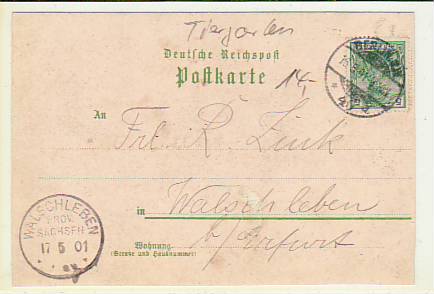 Tiergarten
Deutsche Reichspost
Postkarte
14,-
An
Frl. R. Zink
in Walschleben
b/ Erfurt
Wohnung
(Strasse und Hausnummer)
WALSCHLEBEN
PROV.
SACHSEN
17 5 01